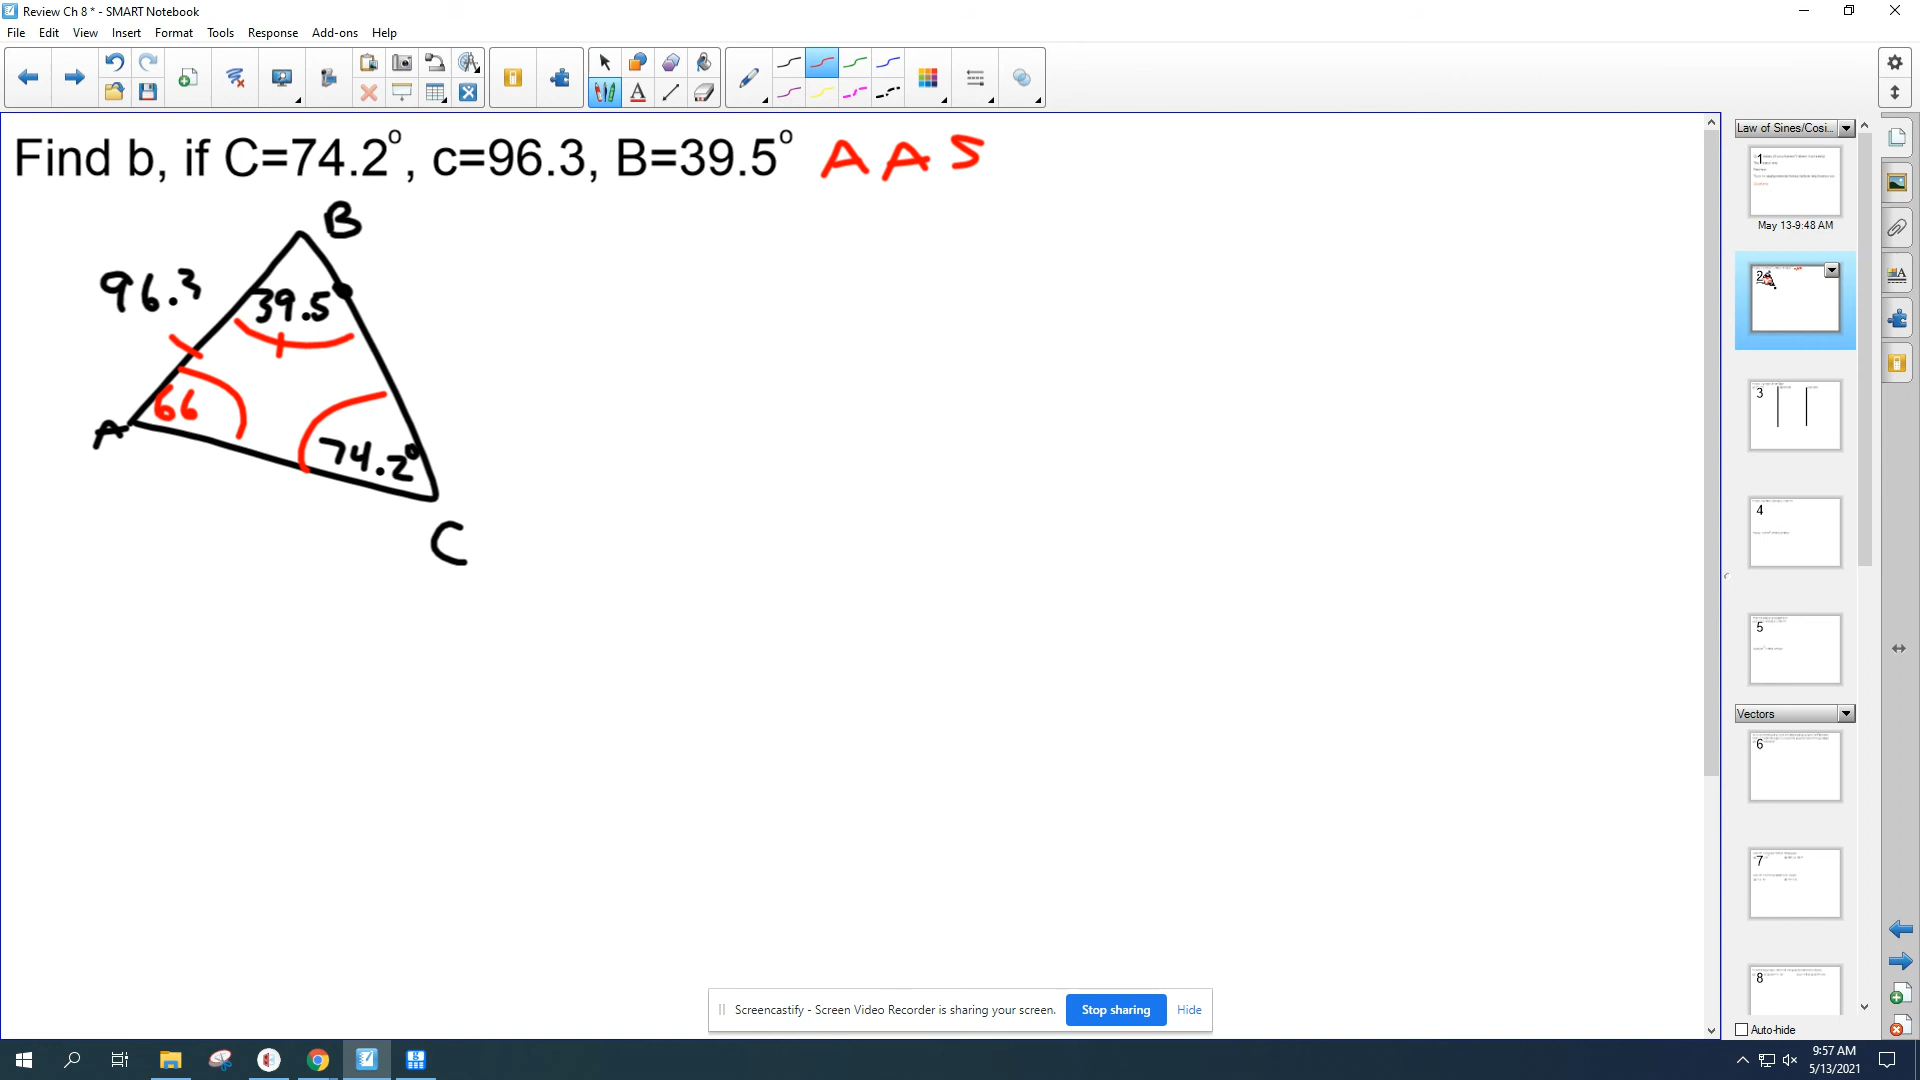 Review Ch 8 * - SMART Notebook
File Edit View Insert Format Tools Response Add-ons Help
Find b, if C=74.2°, c=96.3, B=39.5° AAS
B
96.3
39.5
66
A
74.2°
C
Law of Sines/Cosi...
1
May 13-9:48 AM
2
3
4
5
Vectors
6
7
8
Auto-hide
Screencastify - Screen Video Recorder is sharing your screen. Stop sharing Hide
9:57 AM
5/13/2021